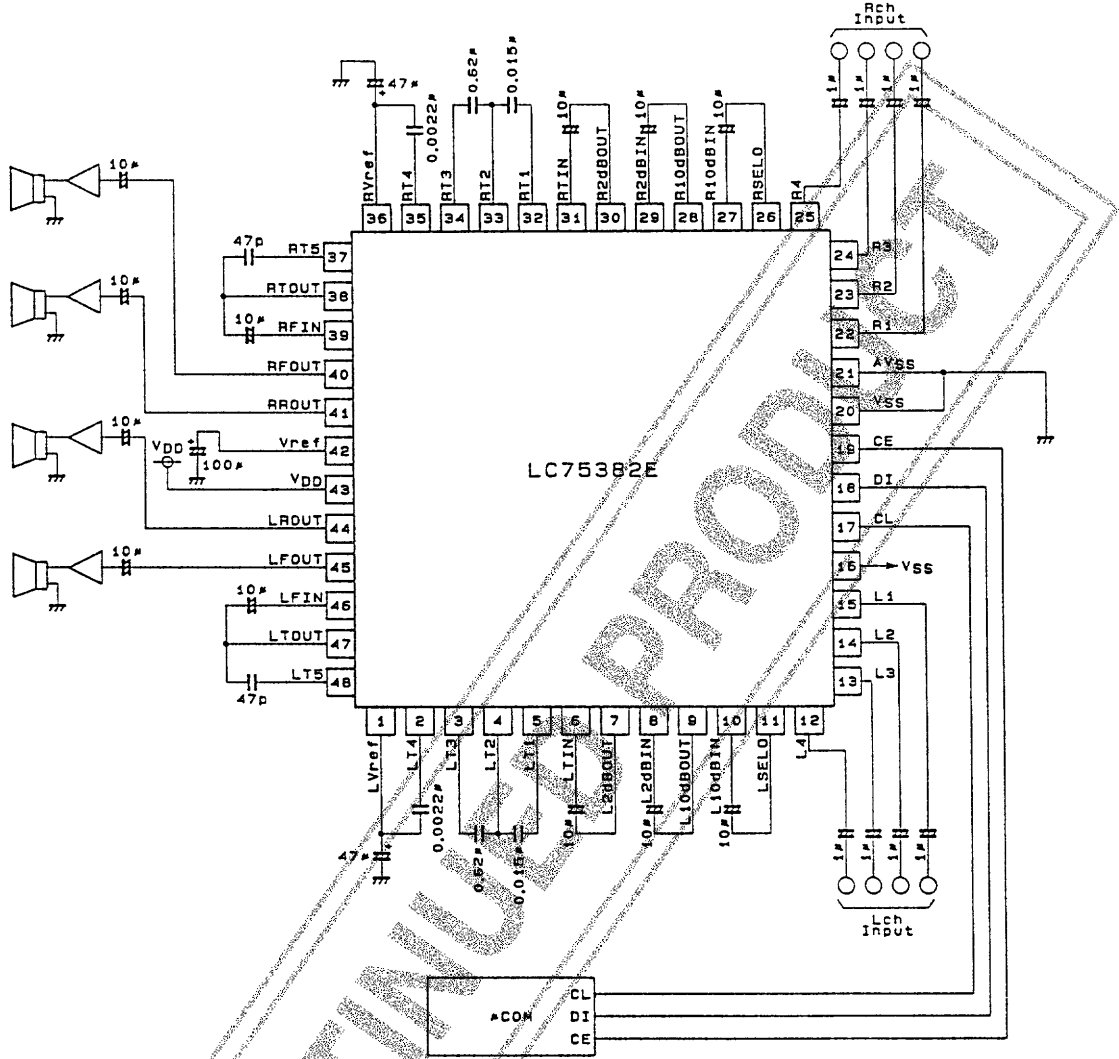 Rch
Input
1μ 1μ 1μ 1μ
47μ
0.0022μ
0.62μ
0.015μ
10μ
10μ
10μ
RVref
RT4
RT3
RT2
RT1
RTIN
R2dBOUT
R2dBIN
R10dBOUT
R10dBIN
RSELO
R4
36 35 34 33 32 31 30 29 28 27 26 25
10μ
47p
RT5 37
RTOUT 38
10μ
10μ
RFIN 39
RFOUT 40
RROUT 41
10μ
VDD
100μ
Vref 42
VDD 43
LROUT 44
10μ
LFOUT 45
10μ
LFIN 46
LTOUT 47
47p
LT5 48
LC75382E
24 R3
23 R2
22 R1
21 AVSS
20 VSS
19 CE
18 DI
17 CL
16 VSS
15 L1
14 L2
13 L3
1 2 3 4 5 6 7 8 9 10 11 12
LVref
LT4
LT3
LT2
LT1
LTIN
L2dBOUT
L2dBIN
L10dBOUT
L10dBIN
LSELO
L4
47μ
0.0022μ
0.62μ
0.015μ
10μ
10μ
10μ
1μ 1μ 1μ 1μ
Lch
Input
μCOM
CL
DI
CE
TINUED PRODUCT